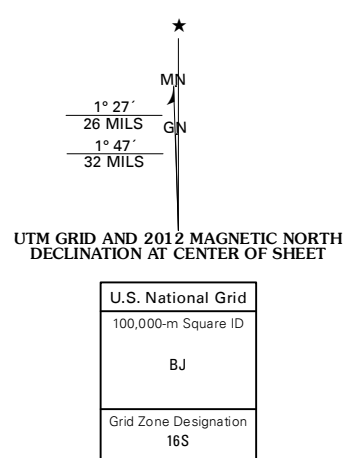 ★
MN
1° 27´
26 MILS
GN
1° 47´
32 MILS
UTM GRID AND 2012 MAGNETIC NORTH
DECLINATION AT CENTER OF SHEET
U.S. National Grid
100,000-m Square ID
BJ
Grid Zone Designation
16S